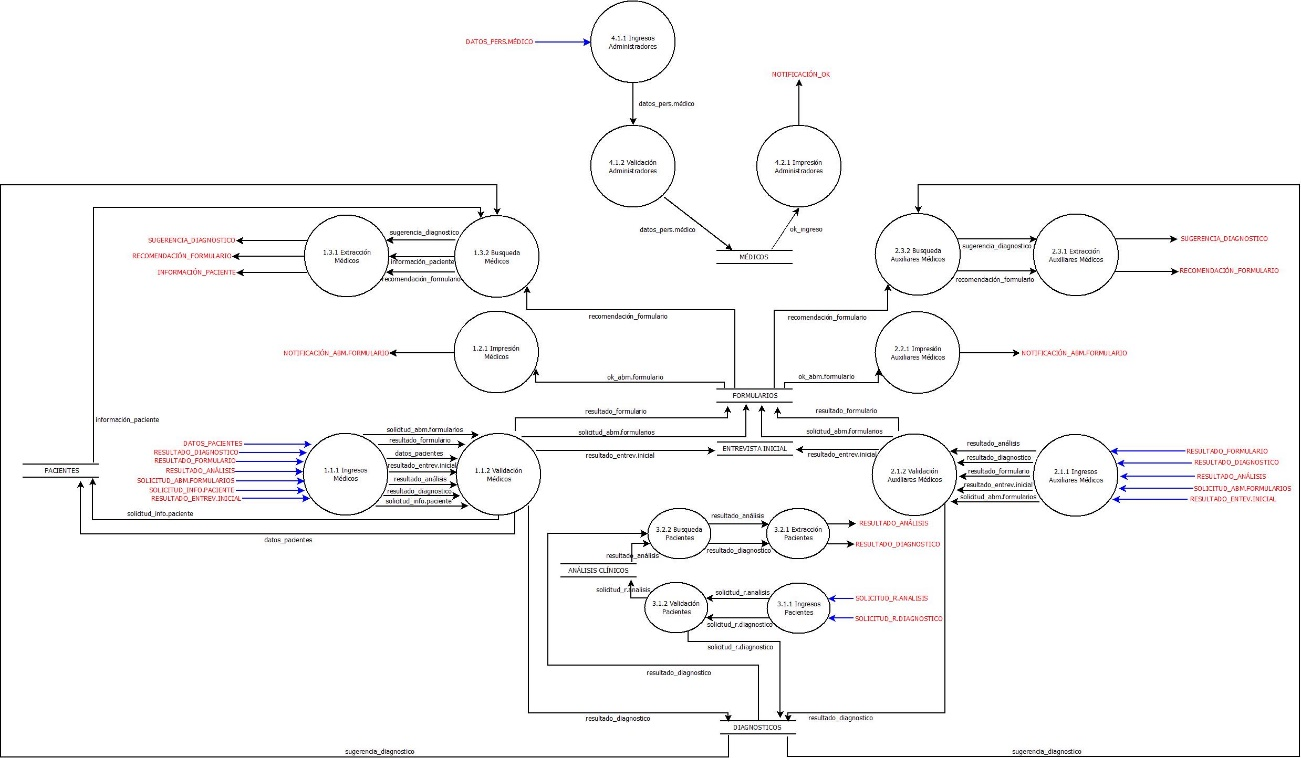 4.1.1 Ingresos
Administradores
DATOS_PERS.MÉDICO
datos_pers.médico
NOTIFICACIÓN_OK
4.1.2 Validación
Administradores
4.2.1 Impresión
Administradores
datos_pers.médico
ok_ingreso
MÉDICOS
SUGERENCIA_DIAGNOSTICO
RECOMENDACIÓN_FORMULARIO
INFORMACIÓN_PACIENTE
1.3.1 Extracción
Médicos
sugerencia_diagnostico
información_paciente
recomendación_formulario
1.3.2 Busqueda
Médicos
2.3.2 Busqueda
Auxiliares Médicos
sugerencia_diagnostico
recomendación_formulario
2.3.1 Extracción
Auxiliares Médicos
SUGERENCIA_DIAGNOSTICO
RECOMENDACIÓN_FORMULARIO
recomendación_formulario
recomendación_formulario
NOTIFICACIÓN_ABM.FORMULARIO
1.2.1 Impresión
Médicos
2.2.1 Impresión
Auxiliares Médicos
NOTIFICACIÓN_ABM.FORMULARIO
ok_abm.formulario
ok_abm.formulario
FORMULARIOS
información_paciente
resultado_formulario
resultado_formulario
solicitud_abm.formularios
solicitud_abm.formularios
ENTREVISTA INICIAL
resultado_entrev.inicial
resultado_entrev.inicial
PACIENTES
DATOS_PACIENTES
RESULTADO_DIAGNOSTICO
RESULTADO_FORMULARIO
RESULTADO_ANÁLISIS
SOLICITUD_ABM.FORMULARIOS
SOLICITUD_INFO.PACIENTE
RESULTADO_ENTREV.INICIAL
1.1.1 Ingresos
Médicos
solicitud_abm.formularios
resultado_formulario
datos_pacientes
resultado_entrev.inicial
resultado_análisis
resultado_diagnostico
solicitud_info.paciente
1.1.2 Validación
Médicos
2.1.2 Validación
Auxiliares Médicos
resultado_análisis
resultado_diagnostico
resultado_formulario
resultado_entrev.inicial
solicitud_abm.formularios
2.1.1 Ingresos
Auxiliares Médicos
RESULTADO_FORMULARIO
RESULTADO_DIAGNOSTICO
RESULTADO_ANÁLISIS
SOLICITUD_ABM.FORMULARIOS
RESULTADO_ENTEV.INICIAL
solicitud_info.paciente
datos_pacientes
3.2.2 Busqueda
Pacientes
resultado_análisis
resultado_diagnostico
3.2.1 Extracción
Pacientes
RESULTADO_ANÁLISIS
RESULTADO_DIAGNOSTICO
resultado_análisis
ANÁLISIS CLÍNICOS
solicitud_r.analisis
3.1.2 Validación
Pacientes
solicitud_r.analisis
solicitud_r.diagnostico
3.1.1 Ingresos
Pacientes
SOLICITUD_R.ANALISIS
SOLICITUD_R.DIAGNOSTICO
solicitud_r.diagnostico
resultado_diagnostico
resultado_diagnostico
resultado_diagnostico
DIAGNOSTICOS
sugerencia_diagnostico
sugerencia_diagnostico